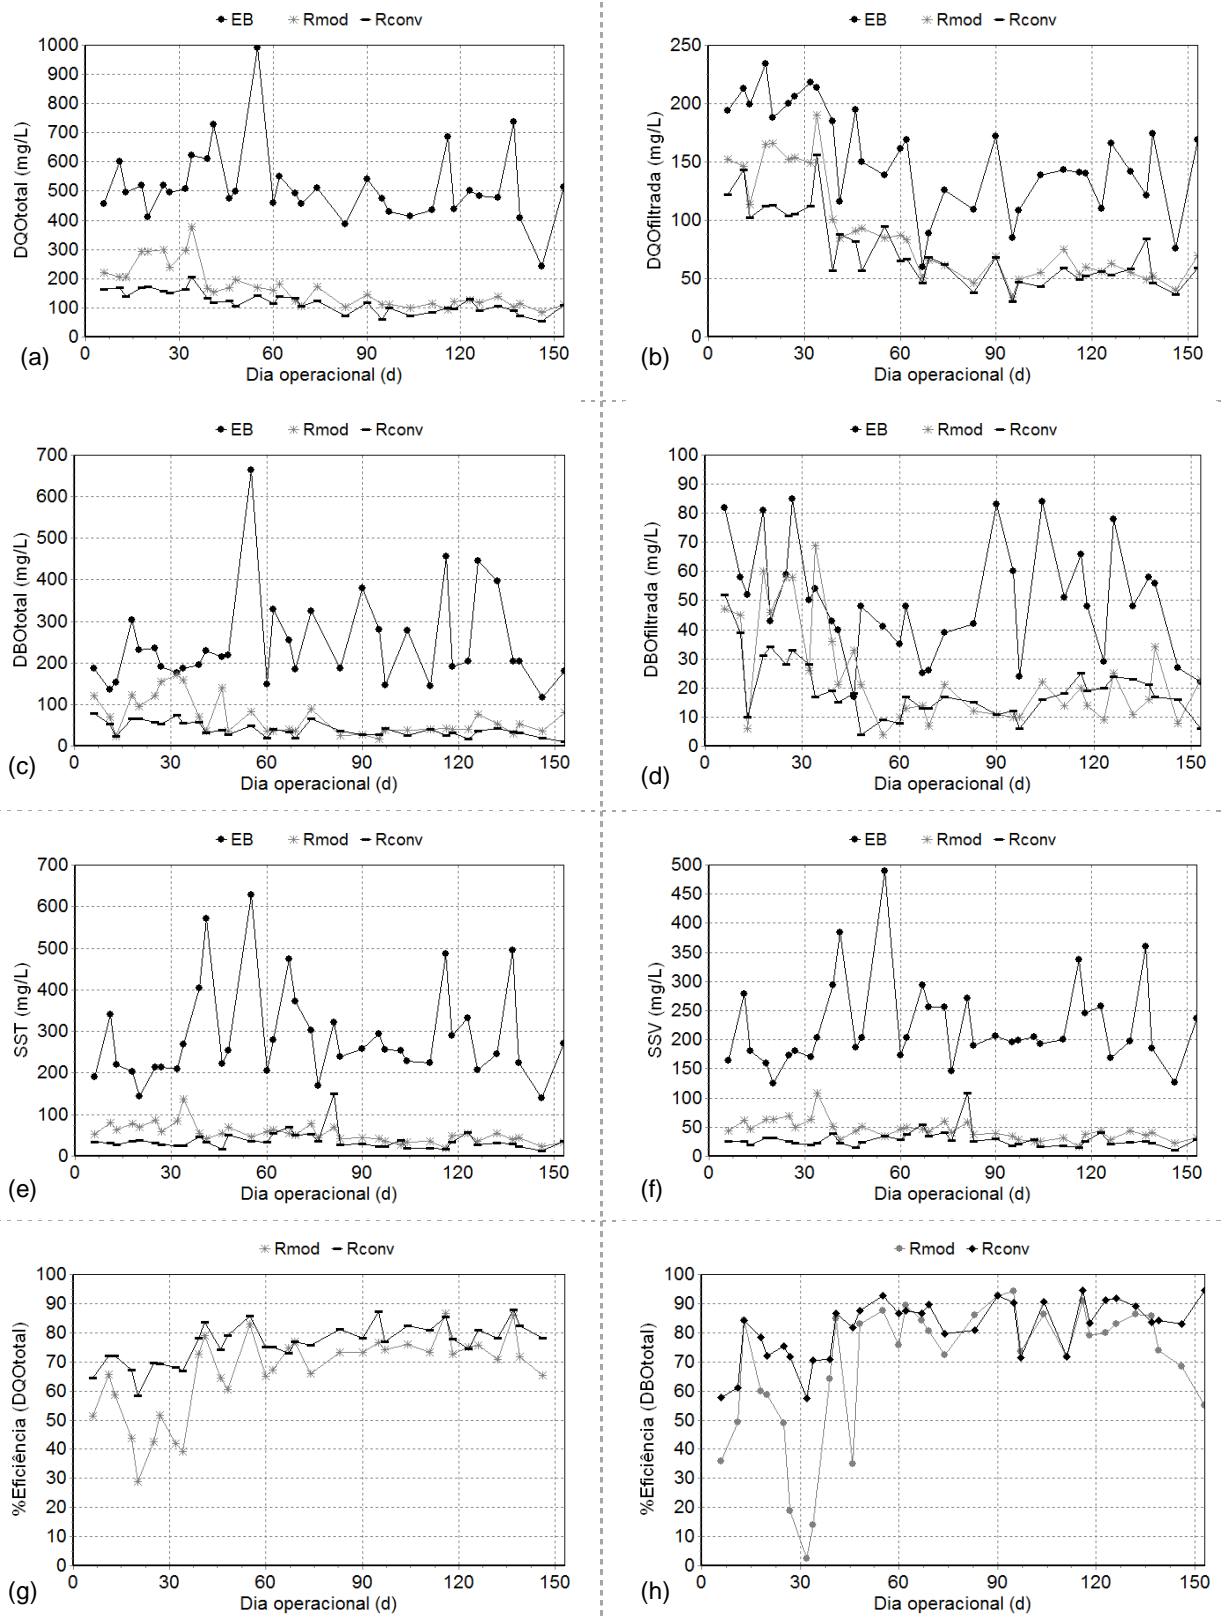 EB Rmod Rconv
DQOtotal (mg/L)
1000
900
800
700
600
500
400
300
200
100
0
0 30 60 90 120 150
Dia operacional (d)
(a)
EB Rmod Rconv
DQOfiltrada (mg/L)
250
200
150
100
50
0
0 30 60 90 120 150
Dia operacional (d)
(b)
EB Rmod Rconv
DBOtotal (mg/L)
700
600
500
400
300
200
100
0
0 30 60 90 120 150
Dia operacional (d)
(c)
EB Rmod Rconv
DBOfiltrada (mg/L)
100
90
80
70
60
50
40
30
20
10
0
0 30 60 90 120 150
Dia operacional (d)
(d)
EB Rmod Rconv
SST (mg/L)
700
600
500
400
300
200
100
0
0 30 60 90 120 150
Dia operacional (d)
(e)
EB Rmod Rconv
SSV (mg/L)
500
450
400
350
300
250
200
150
100
50
0
0 30 60 90 120 150
Dia operacional (d)
(f)
Rmod Rconv
%Eficiência (DQOtotal)
100
90
80
70
60
50
40
30
20
10
0
0 30 60 90 120 150
Dia operacional (d)
(g)
Rmod Rconv
%Eficiência (DBOtotal)
100
90
80
70
60
50
40
30
20
10
0
0 30 60 90 120 150
Dia operacional (d)
(h)